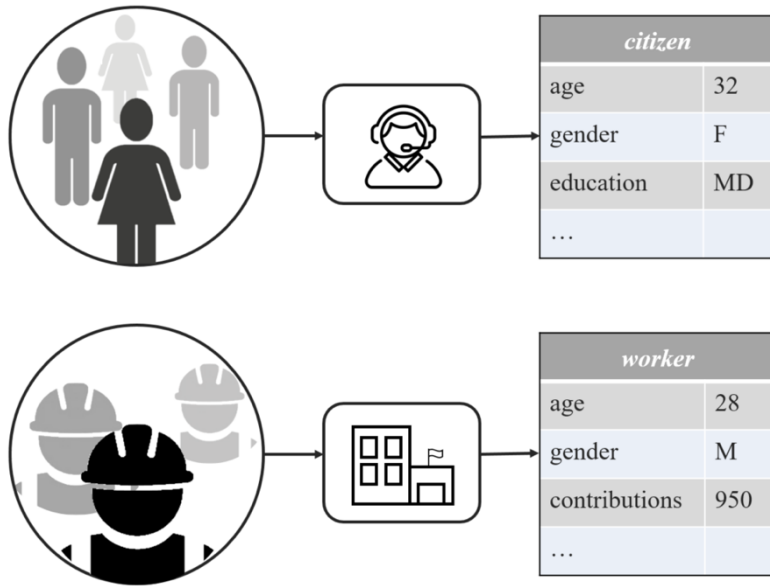 citizen
age 32
gender F
education MD
…
worker
age 28
gender M
contributions 950
…